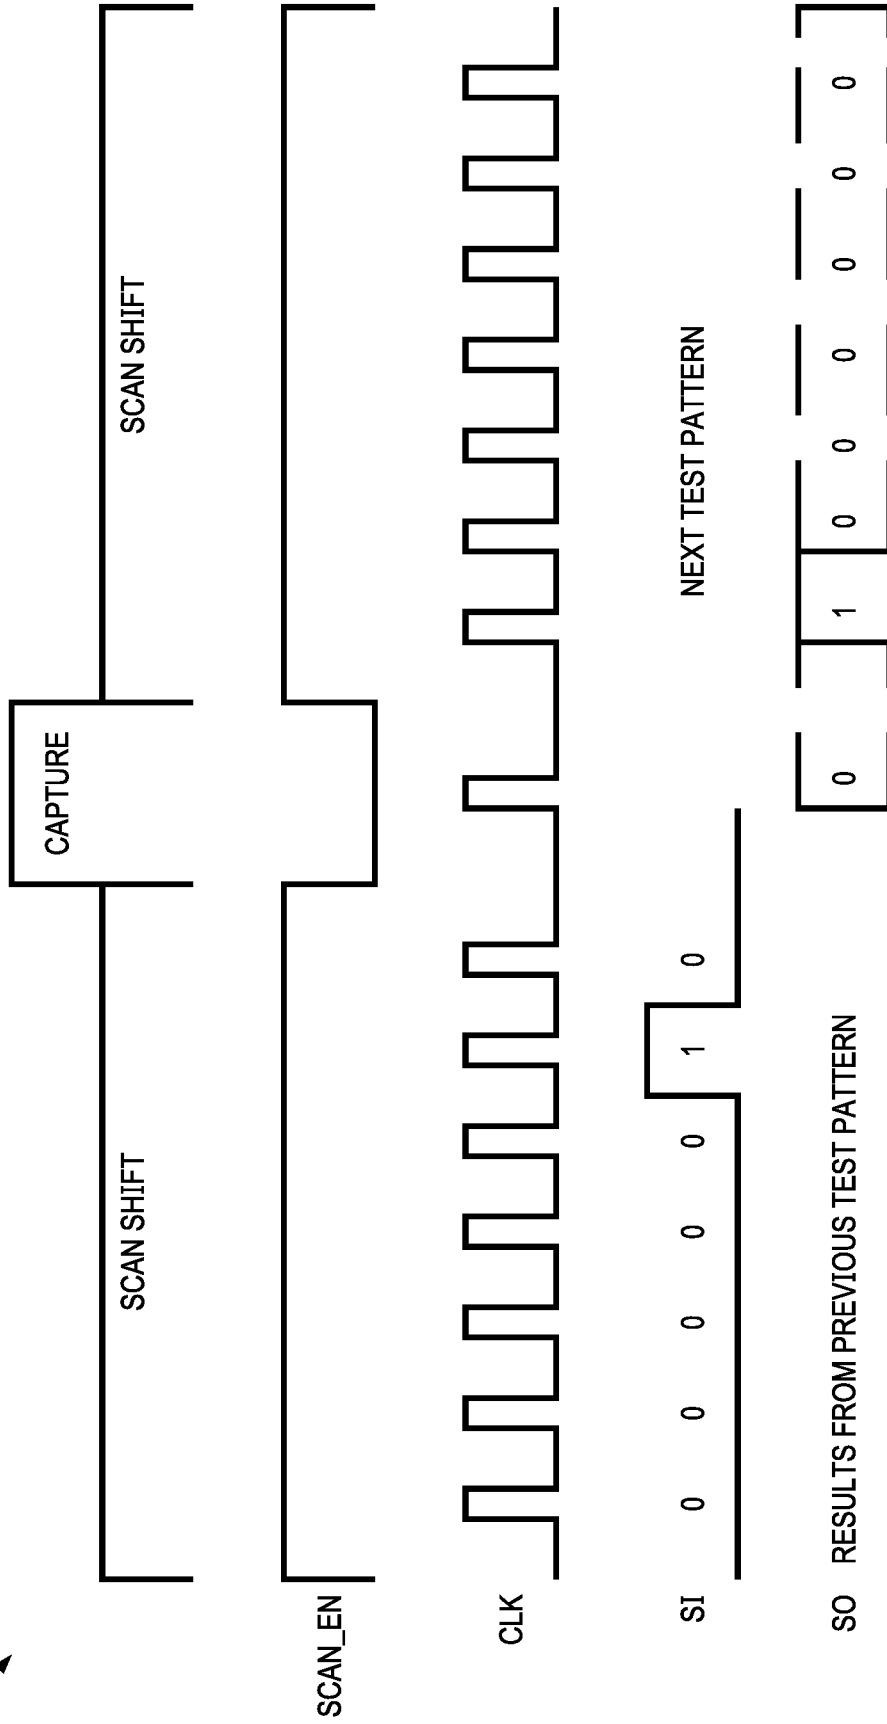 CAPTURE
SCAN SHIFT SCAN SHIFT
SCAN_EN
CLK
SI 0 0 0 0 0 1 0 NEXT TEST PATTERN
SO RESULTS FROM PREVIOUS TEST PATTERN 0 1 0 0 0 0 0 0